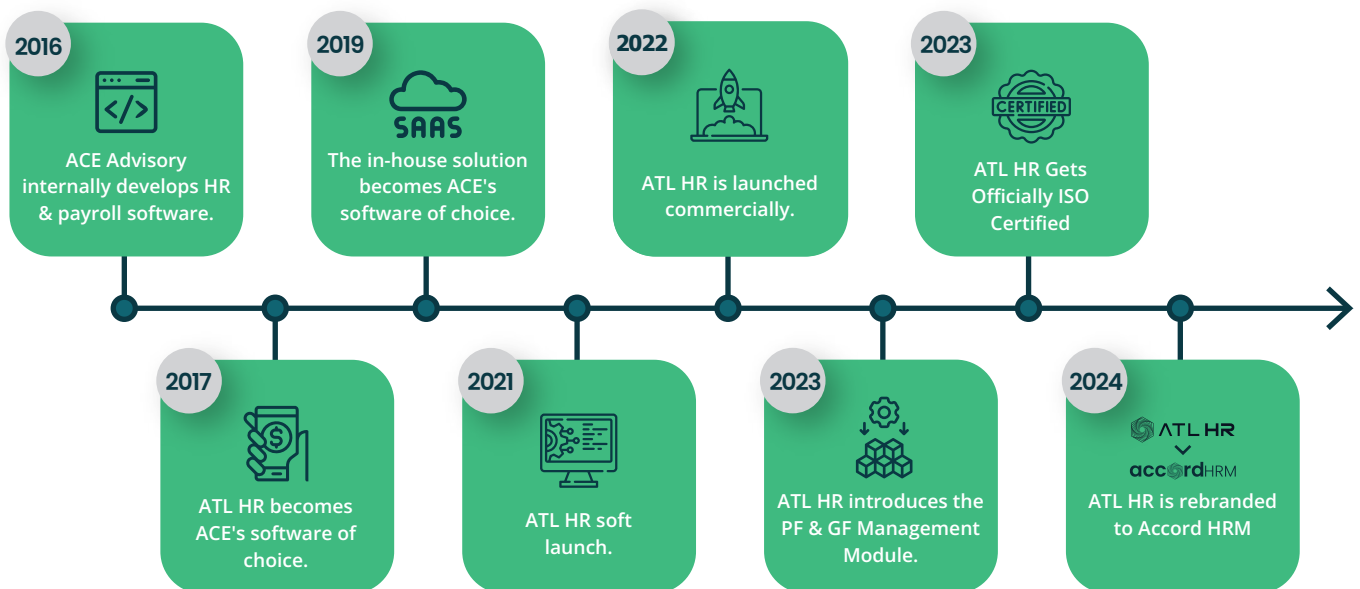 2016
</>
ACE Advisory
internally develops HR
& payroll software.
2017
$
ATL HR becomes
ACE's software of
choice.
2019
SAAS
The in-house solution
becomes ACE's
software of choice.
2021
ATL HR soft
launch.
2022
ATL HR is launched
commercially.
2023
ATL HR introduces the
PF & GF Management
Module.
2023
CERTIFIED
ATL HR Gets
Officially ISO
Certified
2024
ATL HR
accordHRM
ATL HR is rebranded
to Accord HRM